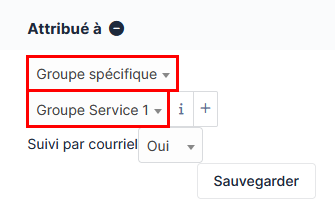 Attribué à
Groupe spécifique
Groupe Service 1 i +
Suivi par courriel Oui
Sauvegarder